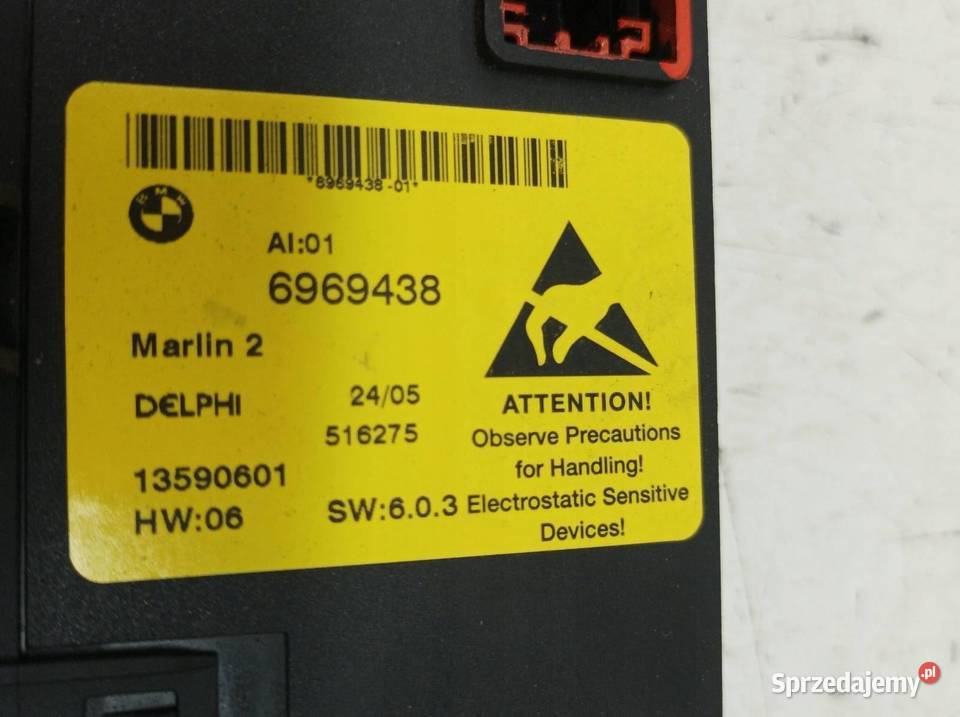 *6969438-01*
BMW
AI:01
6969438
Marlin 2
DELPHI 24/05
516275
13590601
HW:06 SW:6.0.3
ATTENTION!
Observe Precautions
for Handling!
Electrostatic Sensitive
Devices!
Sprzedajemy.pl